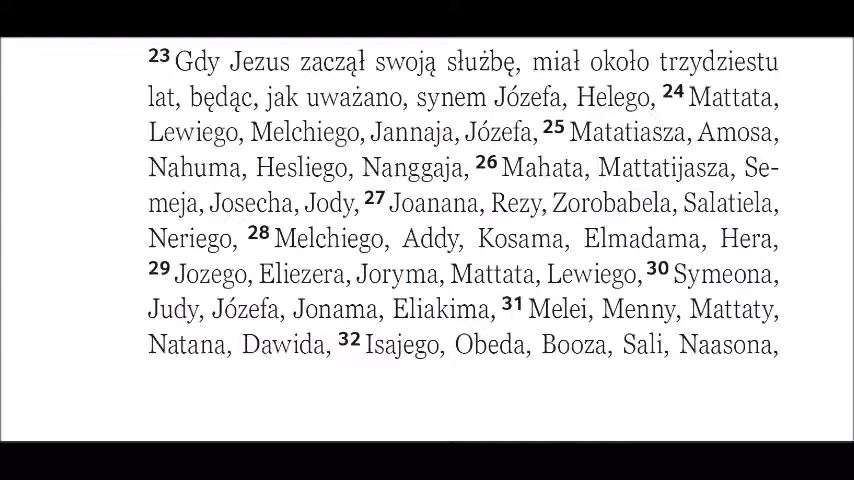 23 Gdy Jezus zaczął swoją służbę, miał około trzydziestu
lat, będąc, jak uważano, synem Józefa, Helego, 24 Mattata,
Lewiego, Melchiego, Jannaja, Józefa, 25 Matatiasza, Amosa,
Nahuma, Hesliego, Nanggaja, 26 Mahata, Mattatijasza, Se-
meja, Josecha, Jody, 27 Joanana, Rezy, Zorobabela, Salatiela,
Neriego, 28 Melchiego, Addy, Kosama, Elmadama, Hera,
29 Jozego, Eliezera, Joryma, Mattata, Lewiego, 30 Symeona,
Judy, Józefa, Jonama, Eliakima, 31 Melei, Menny, Mattaty,
Natana, Dawida, 32 Isajego, Obeda, Booza, Sali, Naasona,